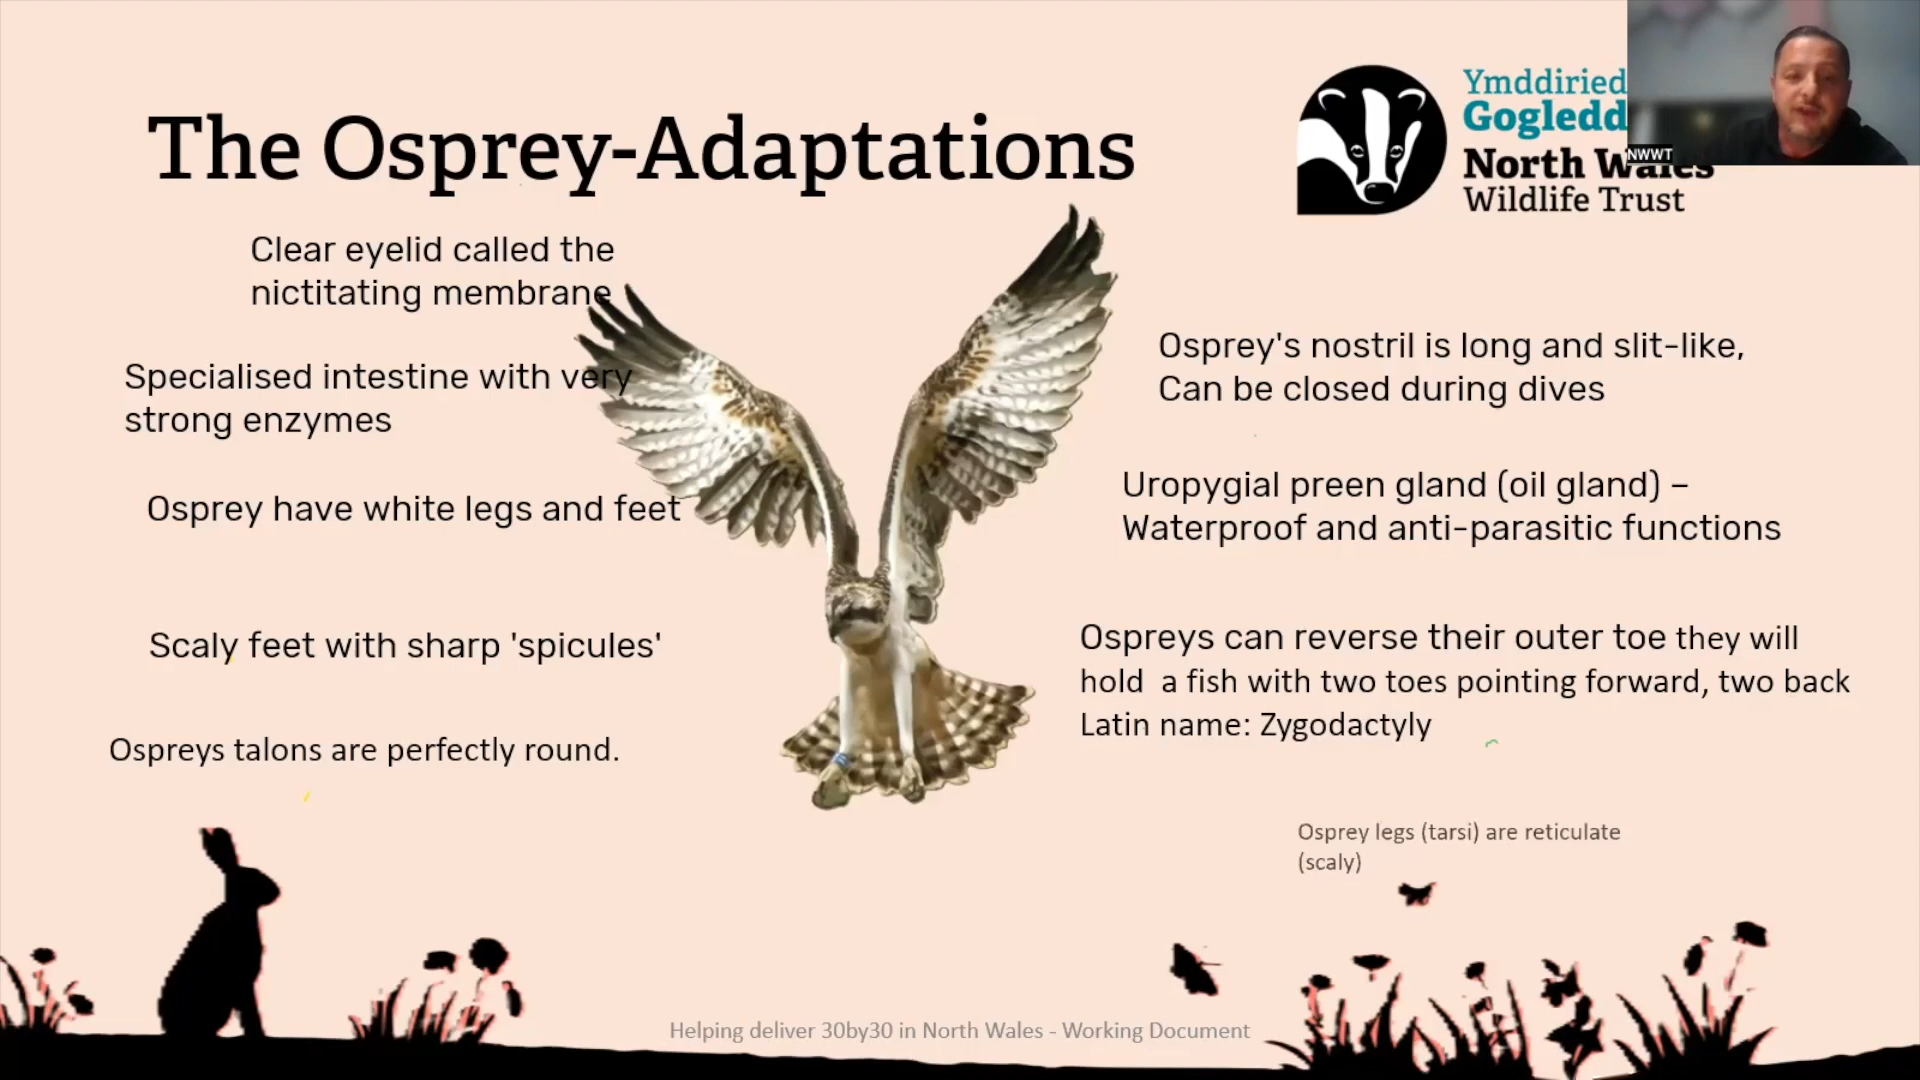 The Osprey-Adaptations
Ymddiried
Gogledd
North Wales
Wildlife Trust
NWWT
Clear eyelid called the
nictitating membrane
Specialised intestine with very
strong enzymes
Osprey have white legs and feet
Scaly feet with sharp 'spicules'
Ospreys talons are perfectly round.
Osprey's nostril is long and slit-like,
Can be closed during dives
Uropygial preen gland (oil gland) –
Waterproof and anti-parasitic functions
Ospreys can reverse their outer toe they will
hold a fish with two toes pointing forward, two back
Latin name: Zygodactyly
Osprey legs (tarsi) are reticulate
(scaly)
Helping deliver 30by30 in North Wales - Working Document